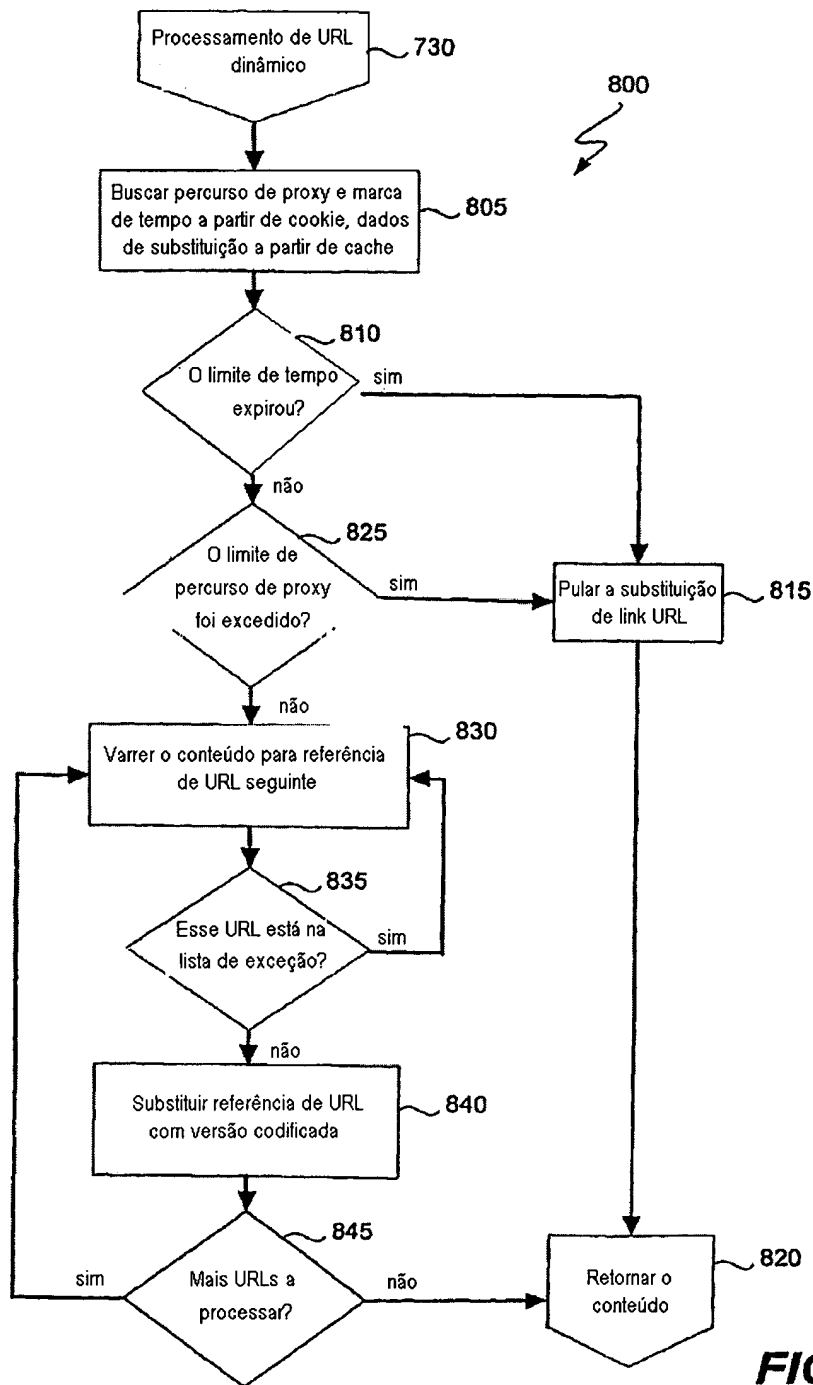 Processamento de URL
dinâmico
730
800
Buscar percurso de proxy e marca
de tempo a partir de cookie, dados
de substituição a partir de cache
805
810
O limite de tempo
expirou?
sim
não
825
O limite de
percurso de proxy
foi excedido?
sim
Pular a substituição
de link URL
815
não
830
Varrer o conteúdo para referência
de URL seguinte
835
Esse URL está na
lista de exceção?
sim
não
Substituir referência de URL
com versão codificada
840
845
sim
Mais URLs a
processar?
não
Retornar o
conteúdo
820
FIG